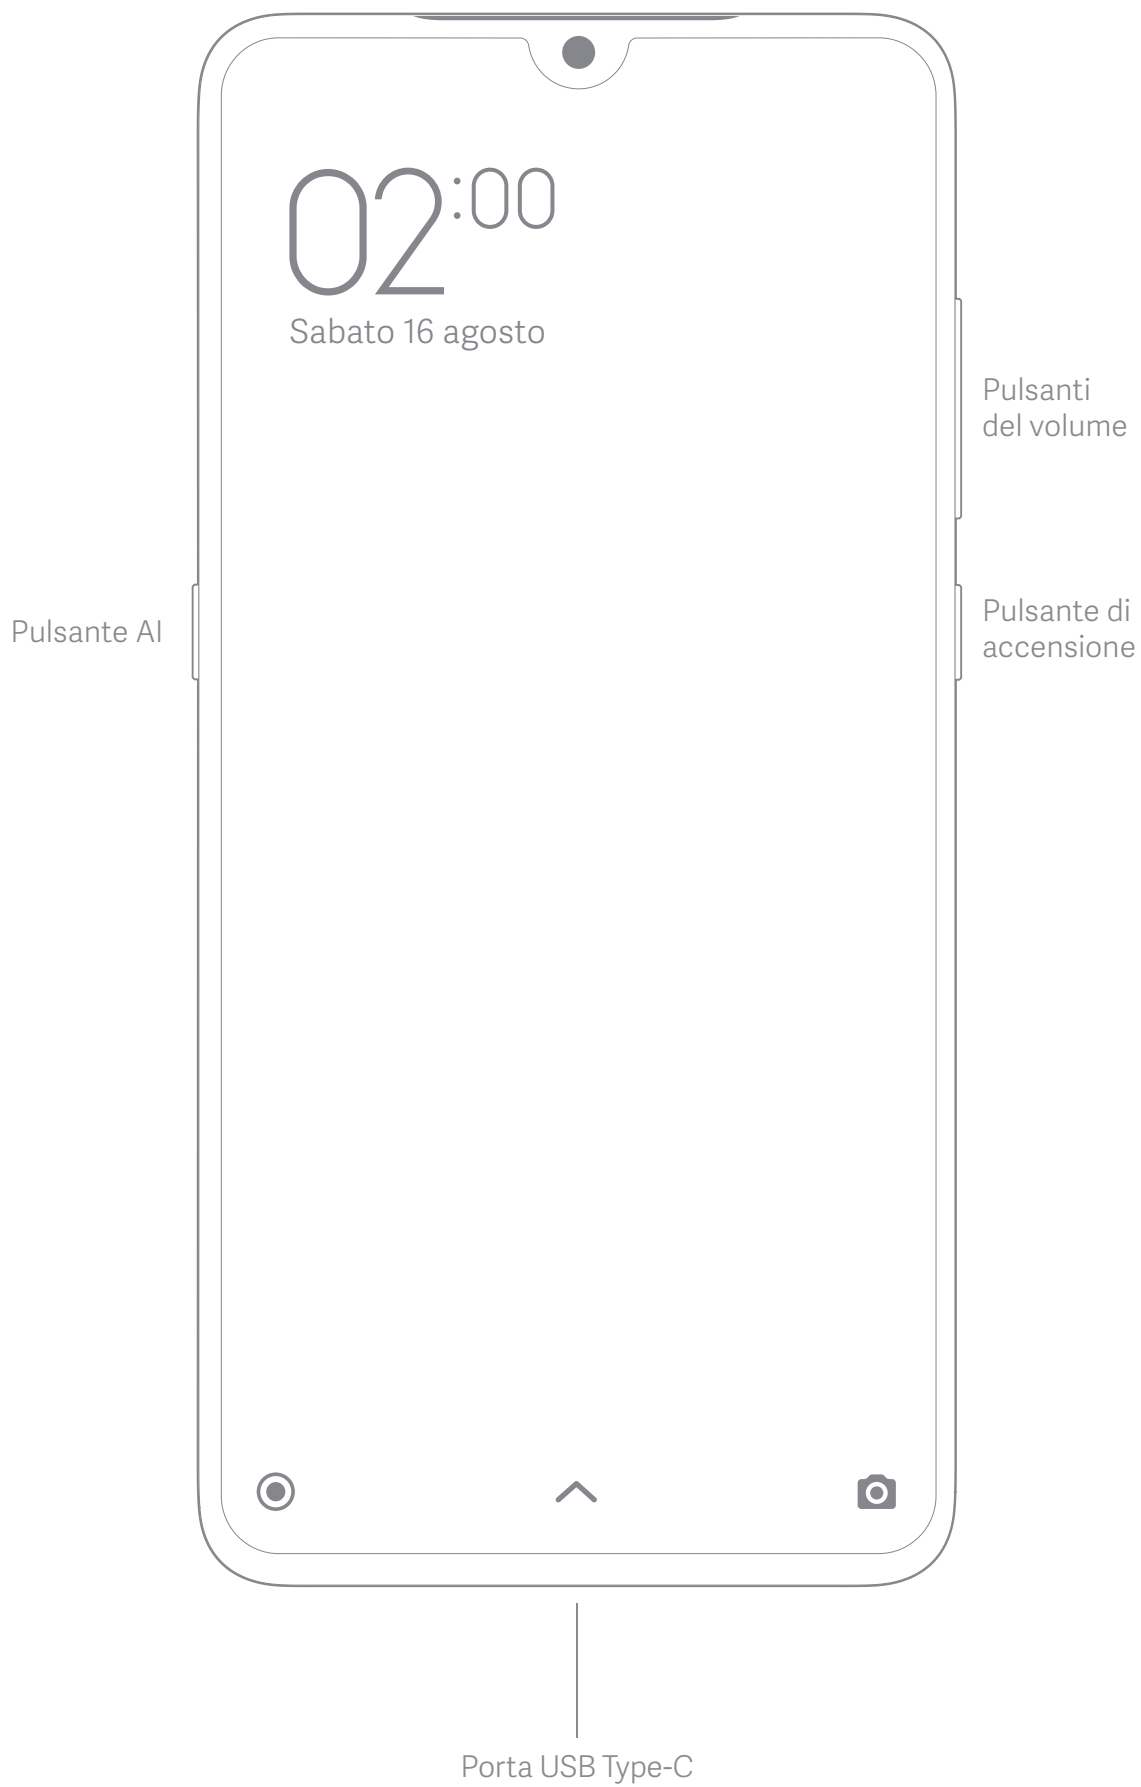 02:00
Sabato 16 agosto
Pulsanti
del volume
Pulsante AI
Pulsante di
accensione
Porta USB Type-C